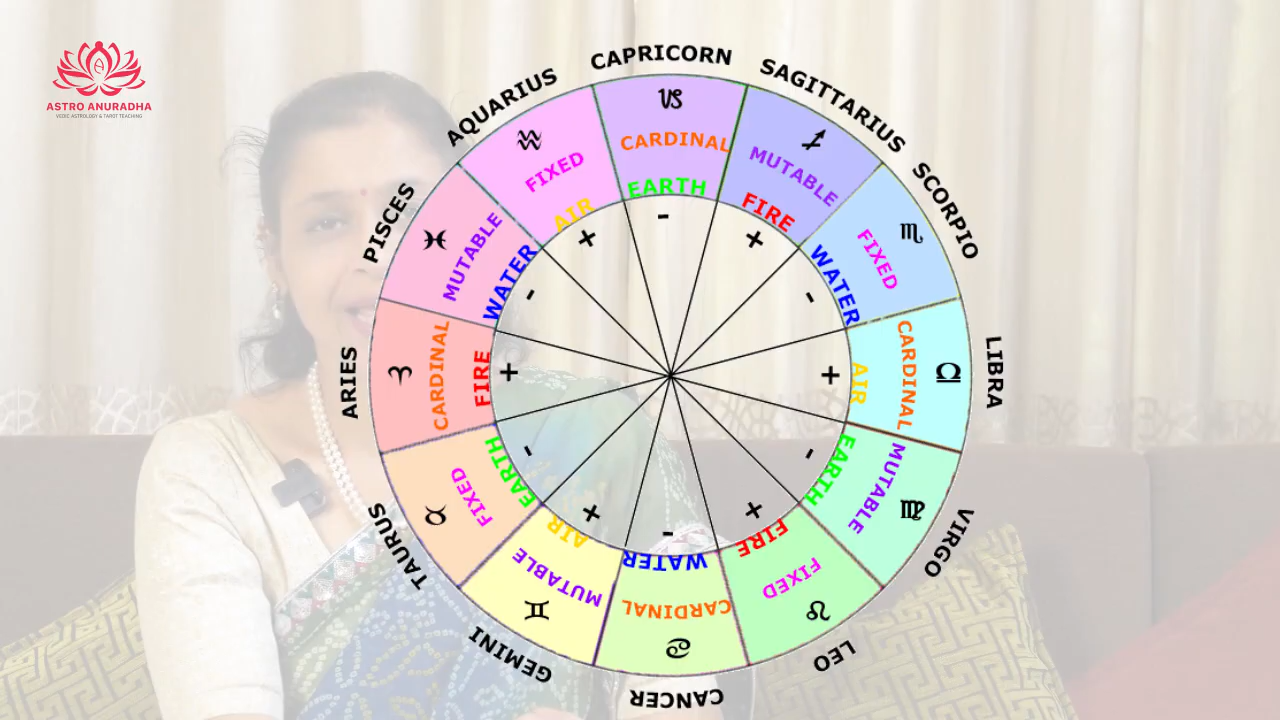 ASTRO ANURADHA
VEDIC ASTROLOGY & TAROT TEACHING
CAPRICORN
CARDINAL
EARTH
-
SAGITTARIUS
MUTABLE
FIRE
+
SCORPIO
FIXED
WATER
-
LIBRA
CARDINAL
AIR
+
VIRGO
MUTABLE
EARTH
-
LEO
FIXED
FIRE
+
CANCER
CARDINAL
WATER
-
GEMINI
MUTABLE
AIR
+
TAURUS
FIXED
EARTH
-
ARIES
CARDINAL
FIRE
+
PISCES
MUTABLE
WATER
-
AQUARIUS
FIXED
AIR
+